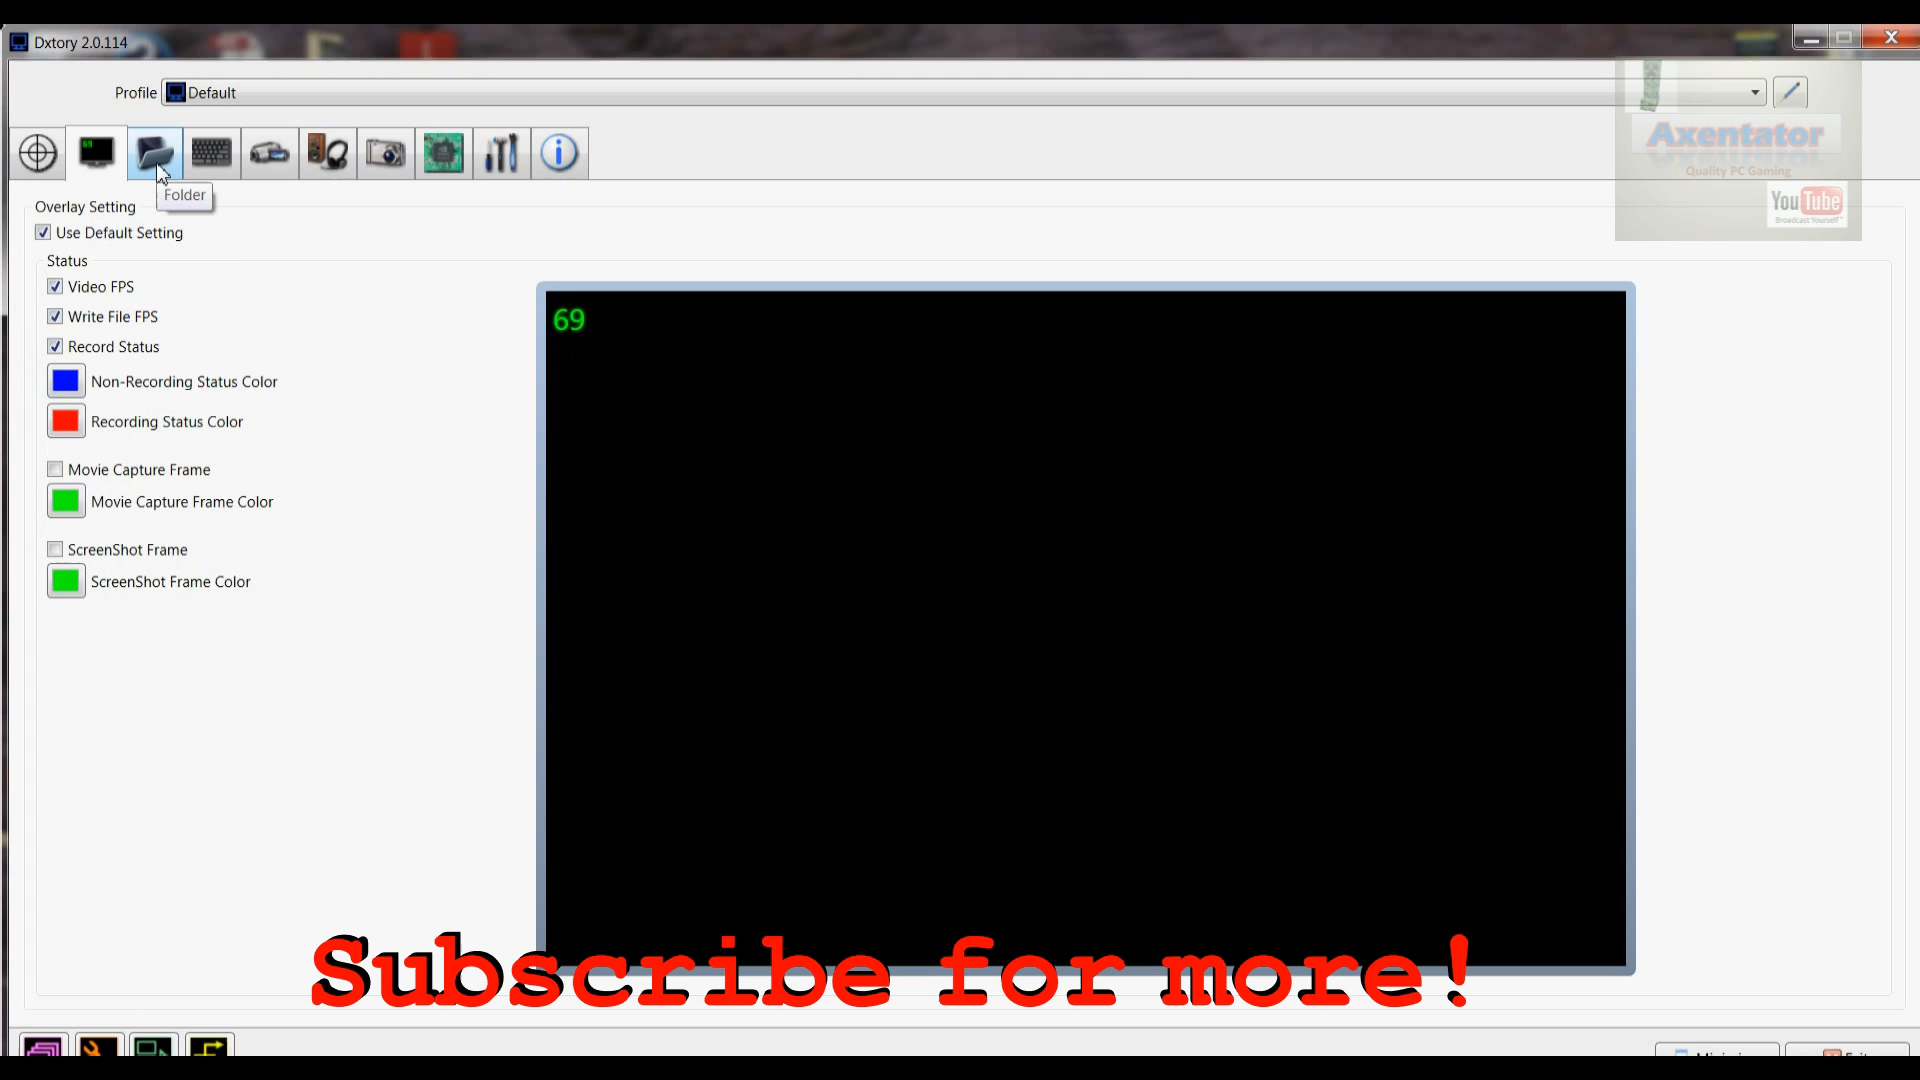 Dxtory 2.0.114
Profile
Default
Axentator
Quality PC Gaming
YouTube
Broadcast Yourself
Folder
Overlay Setting
Use Default Setting
Status
Video FPS
Write File FPS
Record Status
Non-Recording Status Color
Recording Status Color
Movie Capture Frame
Movie Capture Frame Color
ScreenShot Frame
ScreenShot Frame Color
69
Subscribe for more!